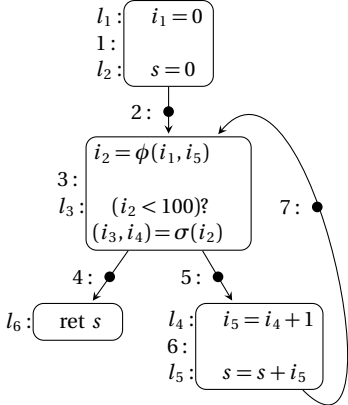 l₁ : i₁ = 0
1 :
l₂ : s = 0
2 :
i₂ = ϕ(i₁, i₅)
3 :
l₃ : (i₂ < 100)?
(i₃, i₄) = σ(i₂)
7 :
4 :
5 :
l₆ : ret s
l₄ : i₅ = i₄ + 1
6 :
l₅ : s = s + i₅